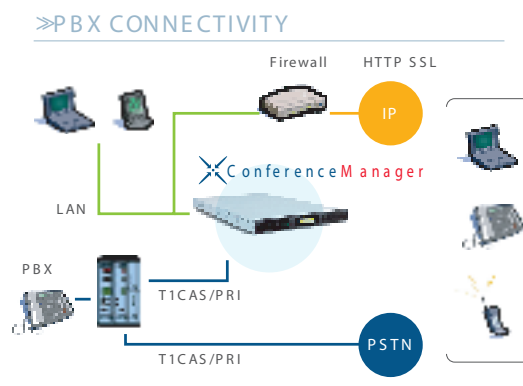 ≫PBX CONNECTIVITY
Firewall
HTTP SSL
IP
ConferenceManager
LAN
PBX
T1CAS/PRI
PSTN
T1CAS/PRI